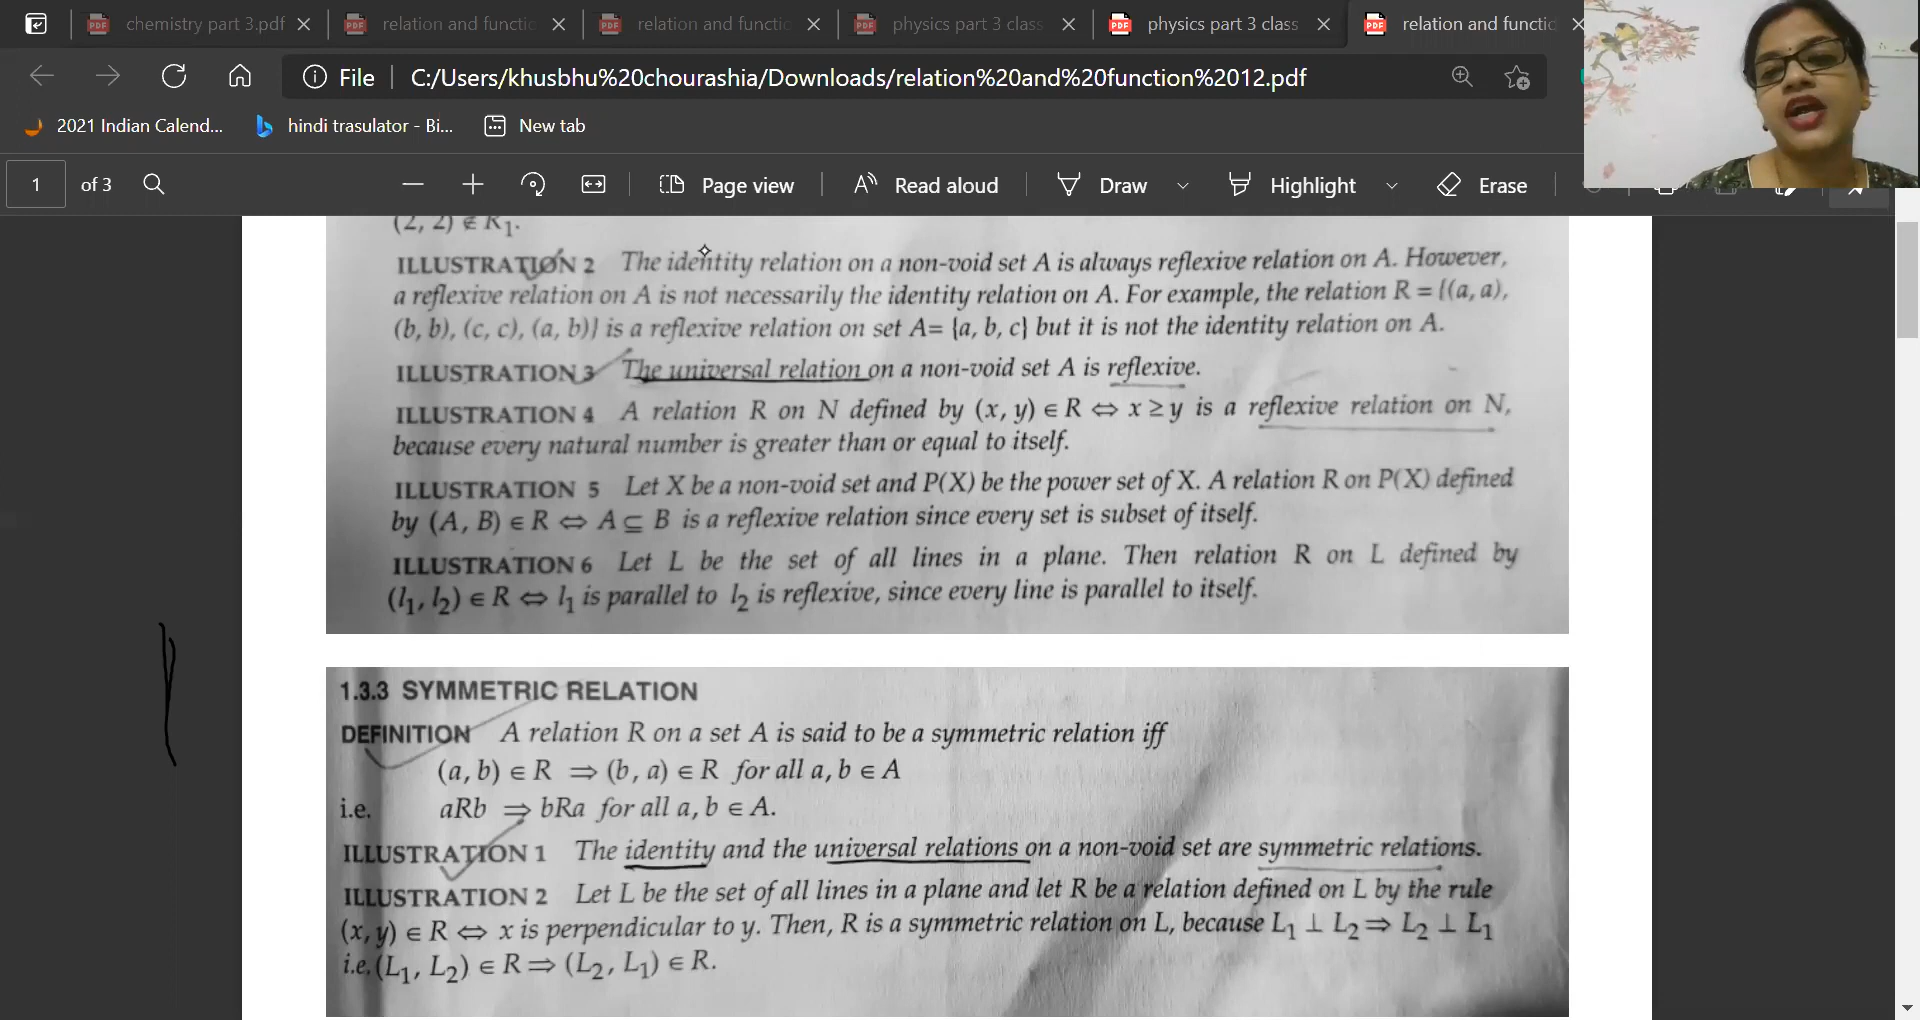 chemistry part 3.pdf
relation and functic
relation and functic
physics part 3 class
physics part 3 class
relation and functic
File
C:/Users/khusbhu%20chourashia/Downloads/relation%20and%20function%2012.pdf
2021 Indian Calend...
hindi trasulator - Bi...
New tab
1 of 3
Page view
Read aloud
Draw
Highlight
Erase
(2, 2) ∉ R₁.
ILLUSTRATION 2 The identity relation on a non-void set A is always reflexive relation on A. However,
a reflexive relation on A is not necessarily the identity relation on A. For example, the relation R = {(a, a),
(b, b), (c, c), (a, b)} is a reflexive relation on set A= {a, b, c} but it is not the identity relation on A.
ILLUSTRATION 3 The universal relation on a non-void set A is reflexive.
ILLUSTRATION 4 A relation R on N defined by (x, y) ∈ R ⇔ x ≥ y is a reflexive relation on N,
because every natural number is greater than or equal to itself.
ILLUSTRATION 5 Let X be a non-void set and P(X) be the power set of X. A relation R on P(X) defined
by (A, B) ∈ R ⇔ A ⊆ B is a reflexive relation since every set is subset of itself.
ILLUSTRATION 6 Let L be the set of all lines in a plane. Then relation R on L defined by
(l₁, l₂) ∈ R ⇔ l₁ is parallel to l₂ is reflexive, since every line is parallel to itself.
1.3.3 SYMMETRIC RELATION
DEFINITION A relation R on a set A is said to be a symmetric relation iff
(a, b) ∈ R ⇒ (b, a) ∈ R for all a, b ∈ A
i.e. aRb ⇒ bRa for all a, b ∈ A.
ILLUSTRATION 1 The identity and the universal relations on a non-void set are symmetric relations.
ILLUSTRATION 2 Let L be the set of all lines in a plane and let R be a relation defined on L by the rule
(x, y) ∈ R ⇔ x is perpendicular to y. Then, R is a symmetric relation on L, because L₁ ⊥ L₂ ⇒ L₂ ⊥ L₁
i.e. (L₁, L₂) ∈ R ⇒ (L₂, L₁) ∈ R.